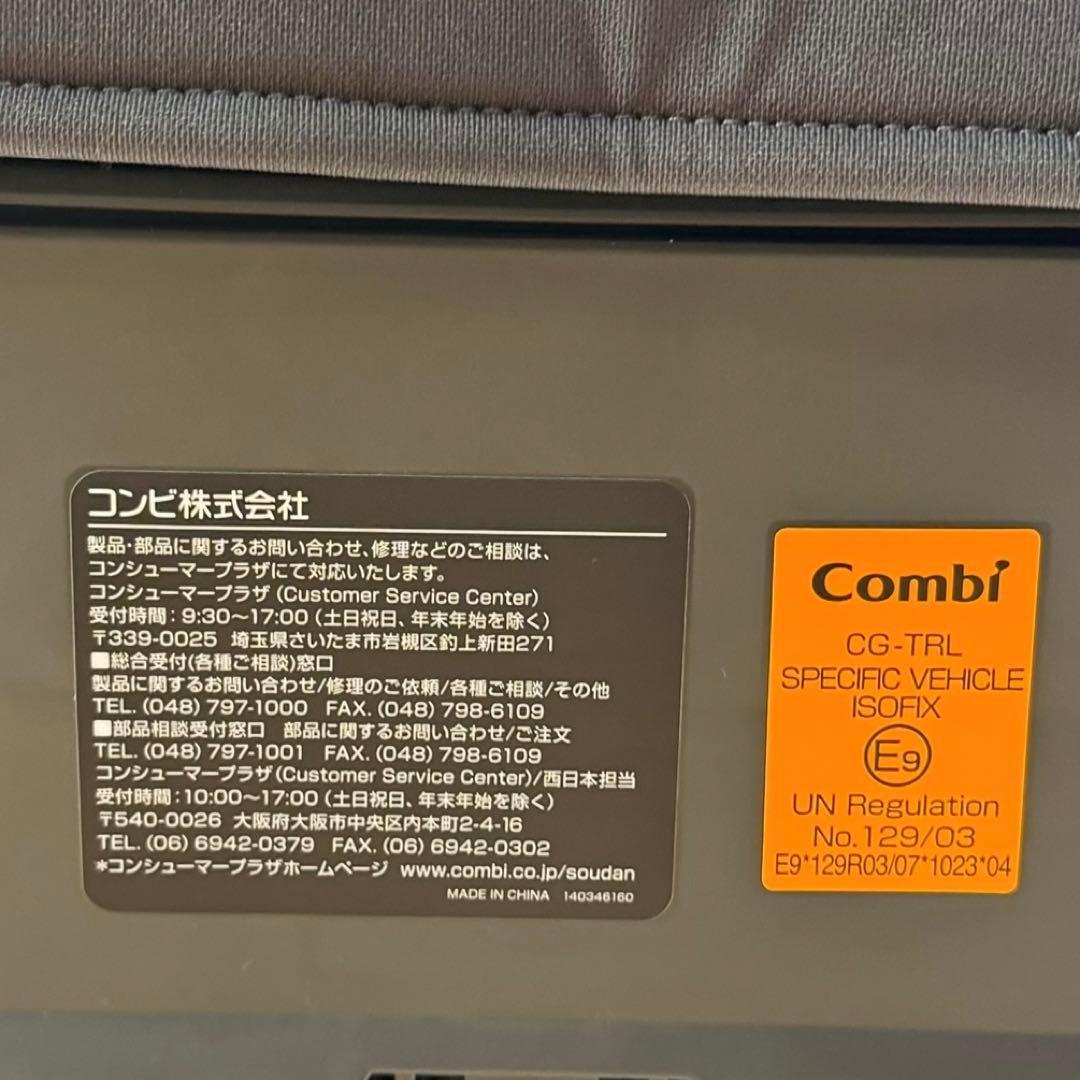 コンビ株式会社
製品・部品に関するお問い合わせ、修理などのご相談は、
コンシューマープラザにて対応いたします。
コンシューマープラザ (Customer Service Center)
受付時間：9:30～17:00 (土日祝日、年末年始を除く)
〒339-0025 埼玉県さいたま市岩槻区釣上新田271
■総合受付(各種ご相談)窓口
製品に関するお問い合わせ/修理のご依頼/各種ご相談/その他
TEL. (048) 797-1000 FAX. (048) 798-6109
■部品相談受付窓口 部品に関するお問い合わせ/ご注文
TEL. (048) 797-1001 FAX. (048) 798-6109
コンシューマープラザ(Customer Service Center)/西日本担当
受付時間：10:00～17:00 (土日祝日、年末年始を除く)
〒540-0026 大阪府大阪市中央区内本町2-4-16
TEL. (06) 6942-0379 FAX. (06) 6942-0302
*コンシューマープラザホームページ www.combi.co.jp/soudan
MADE IN CHINA 140346160
Combi
CG-TRL
SPECIFIC VEHICLE
ISOFIX
E9
UN Regulation
No.129/03
E9*129R03/07*1023*04